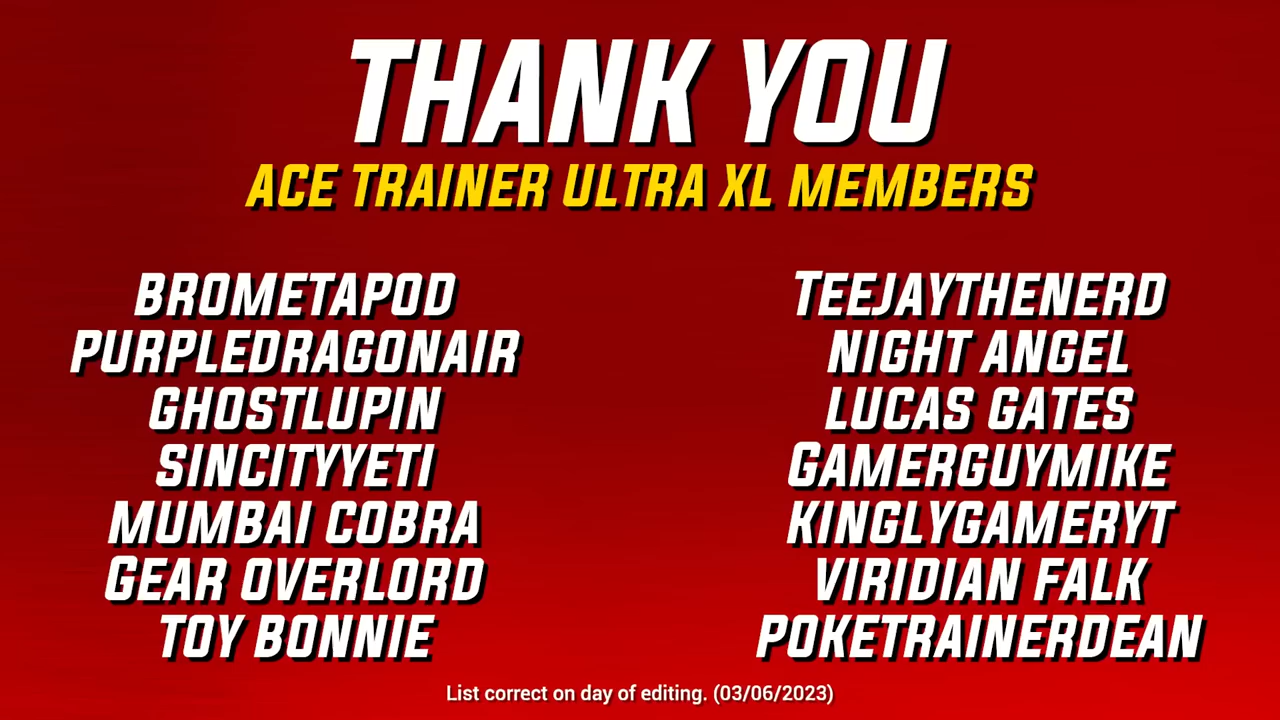 THANK YOU
ACE TRAINER ULTRA XL MEMBERS
BROMETAPOD
PURPLEDRAGONAIR
GHOSTLUPIN
SINCITYYETI
MUMBAI COBRA
GEAR OVERLORD
TOY BONNIE
TEEJAYTHENERD
NIGHT ANGEL
LUCAS GATES
GAMERGUYMIKE
KINGLYGAMERYT
VIRIDIAN FALK
POKETRAINERDEAN
List correct on day of editing. (03/06/2023)